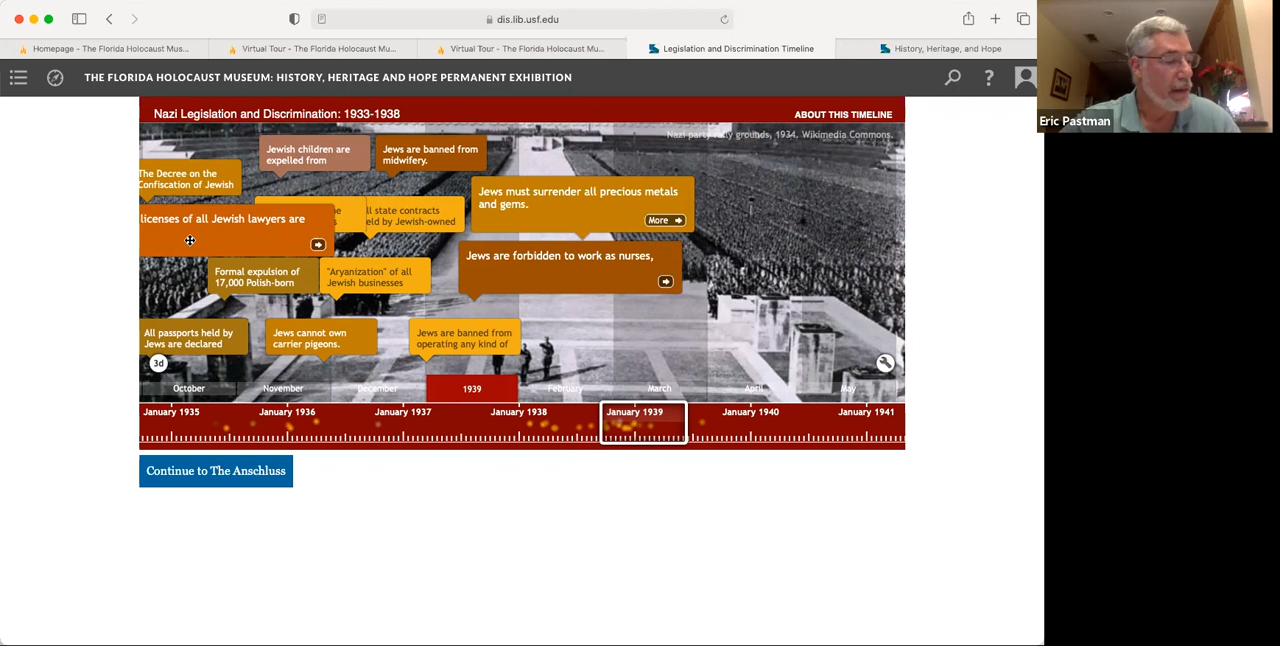 dis.lib.usf.edu
Homepage - The Florida Holocaust Mus...
Virtual Tour - The Florida Holocaust Mu...
Virtual Tour - The Florida Holocaust Mu...
Legislation and Discrimination Timeline
History, Heritage, and Hope
THE FLORIDA HOLOCAUST MUSEUM: HISTORY, HERITAGE AND HOPE PERMANENT EXHIBITION
?
Eric Pastman
Nazi Legislation and Discrimination: 1933-1938
ABOUT THIS TIMELINE
Nazi party rally grounds, 1934. Wikimedia Commons.
Jewish children are
expelled from
Jews are banned from
midwifery.
The Decree on the
Confiscation of Jewish
Jews must surrender all precious metals
and gems.
More
licenses of all Jewish lawyers are
ll state contracts
held by Jewish-owned
Jews are forbidden to work as nurses,
Formal expulsion of
17,000 Polish-born
"Aryanization" of all
Jewish businesses
All passports held by
Jews are declared
Jews cannot own
carrier pigeons.
Jews are banned from
operating any kind of
3d
October November December 1939 February March April May
January 1935 January 1936 January 1937 January 1938 January 1939 January 1940 January 1941
Continue to The Anschluss